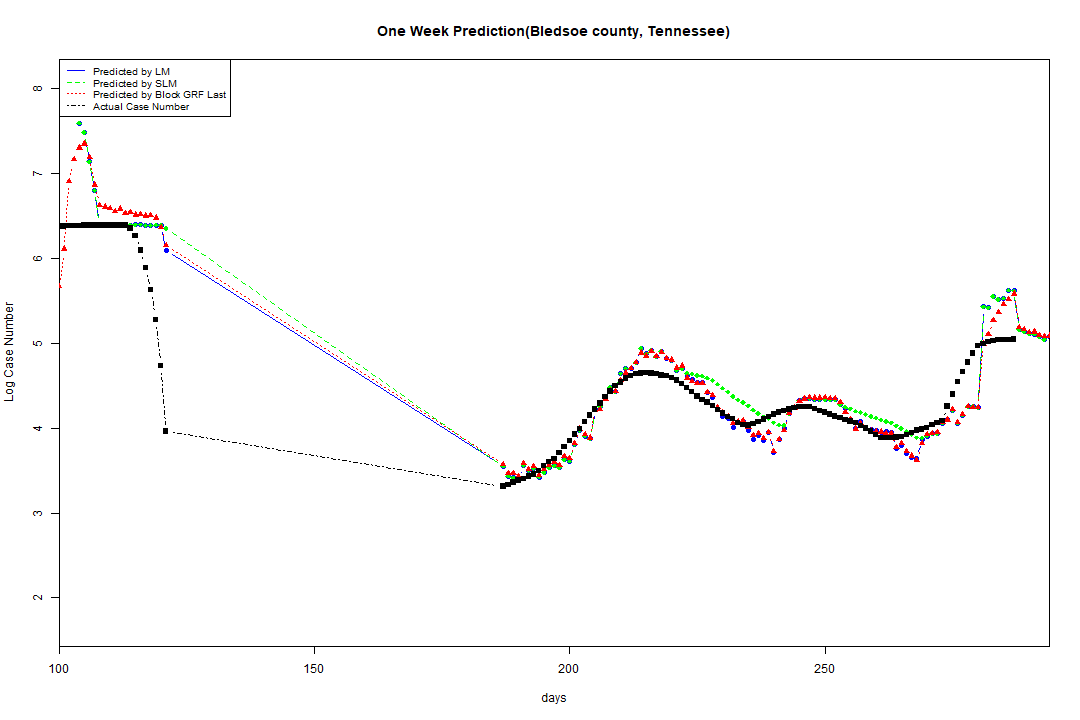 One Week Prediction(Bledsoe county, Tennessee)
Predicted by LM
Predicted by SLM
Predicted by Block GRF Last
Actual Case Number
8
7
6
5
4
3
2
Log Case Number
100 150 200 250
days